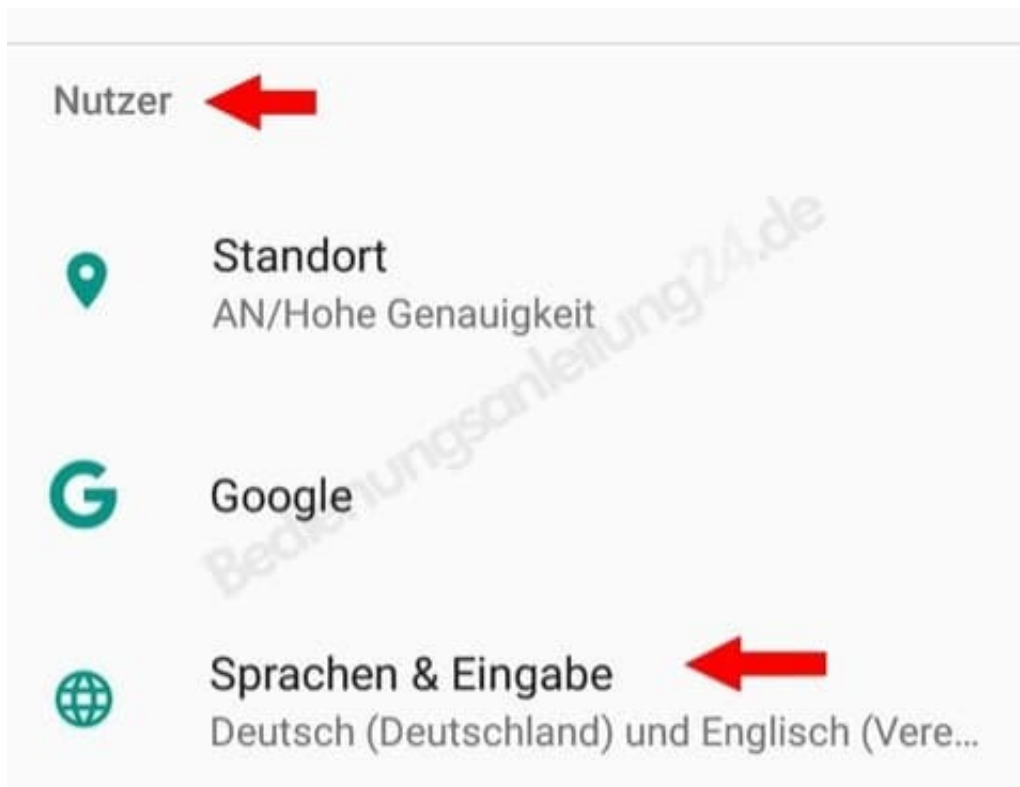 Nutzer
Standort
AN/Hohe Genauigkeit
Google
Sprachen & Eingabe
Deutsch (Deutschland) und Englisch (Vere...
Bedienungsanleitung24.de